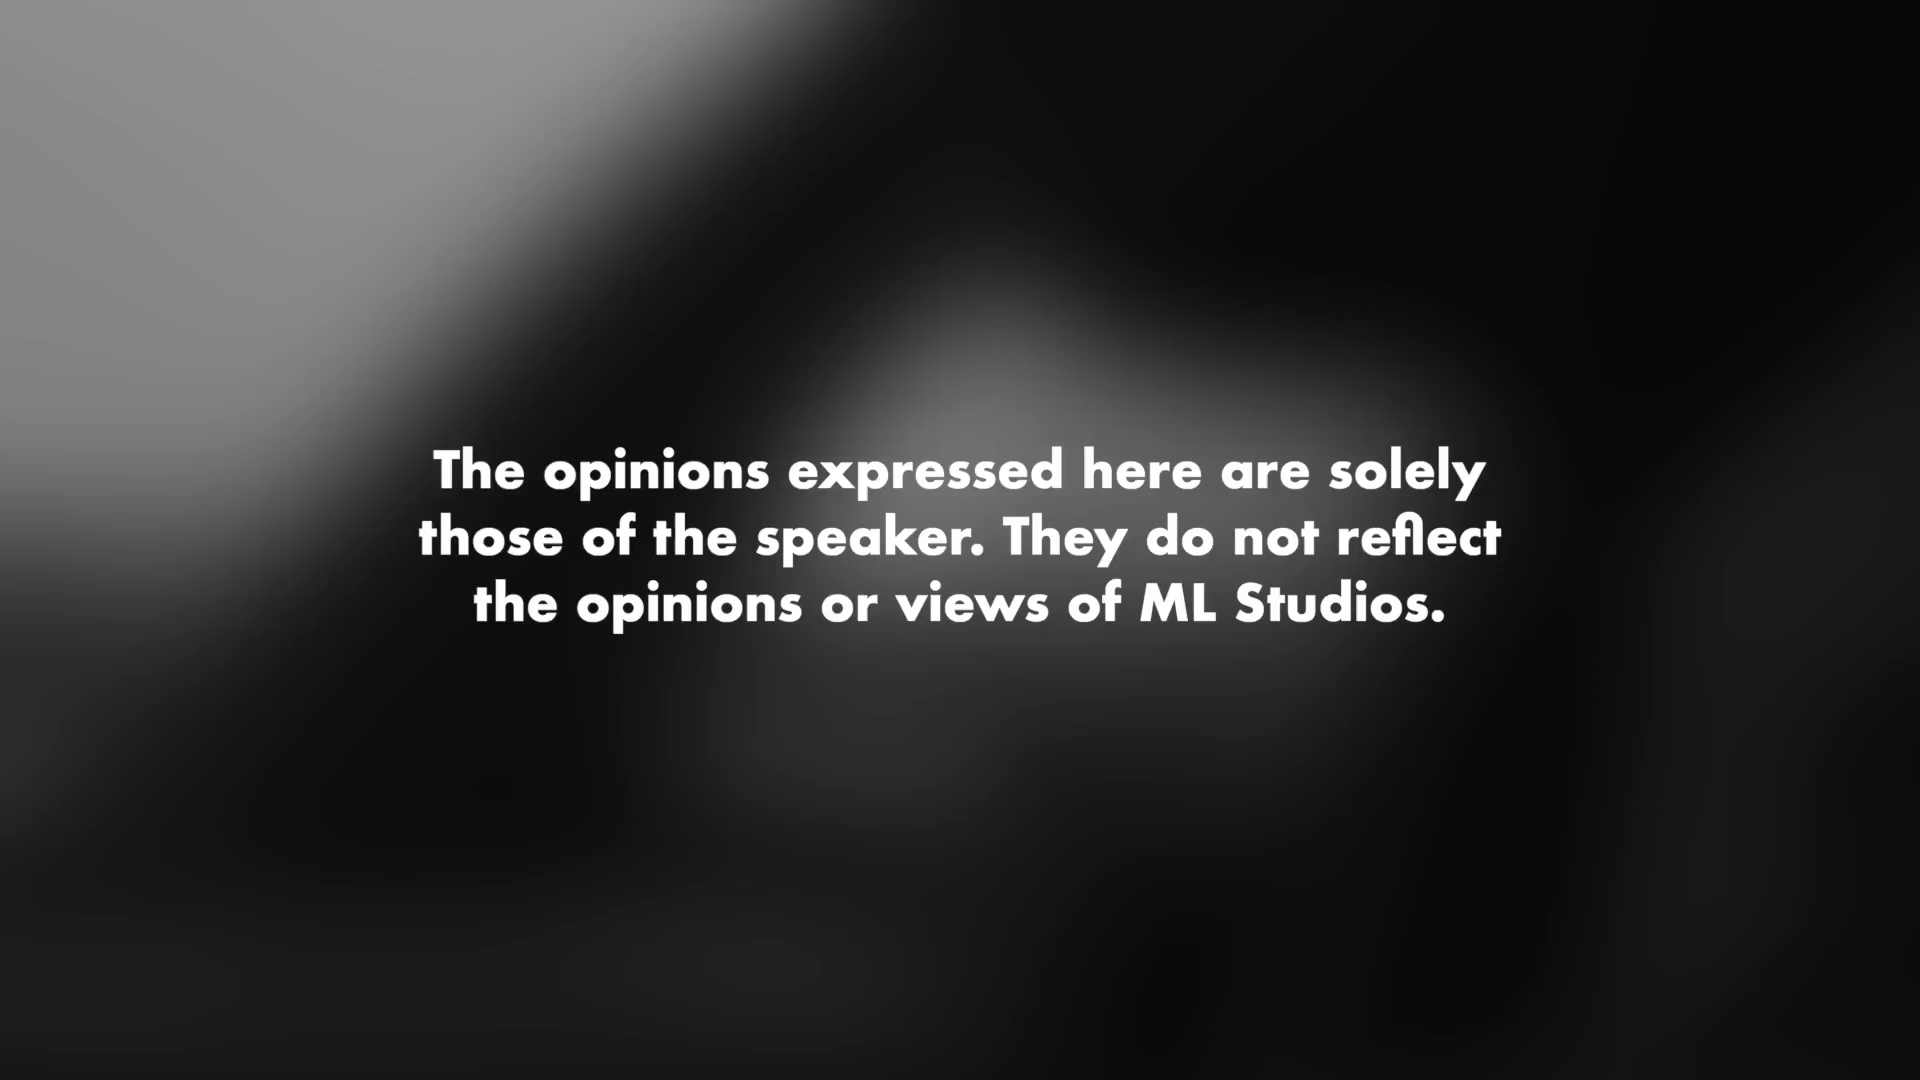 The opinions expressed here are solely
those of the speaker. They do not reflect
the opinions or views of ML Studios.